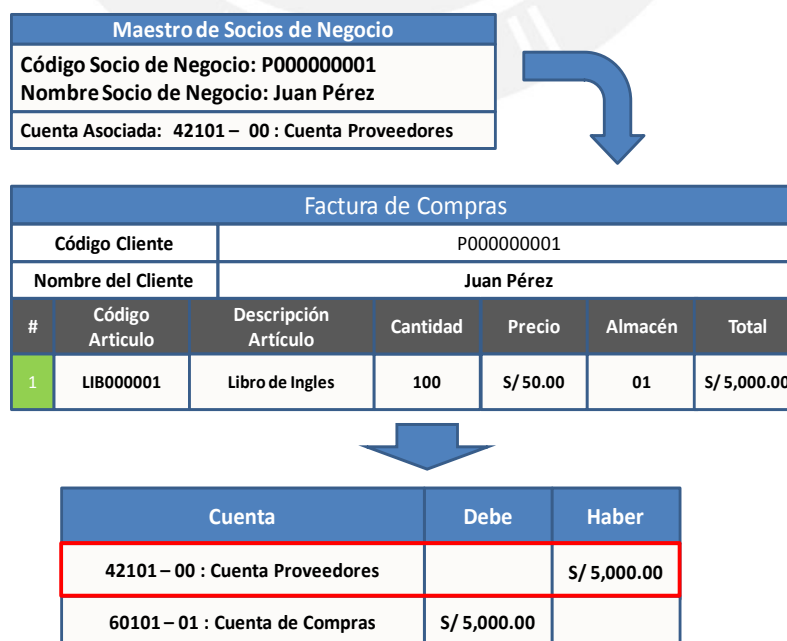 Maestro de Socios de Negocio
Código Socio de Negocio: P000000001
Nombre Socio de Negocio: Juan Pérez
Cuenta Asociada: 42101 – 00 : Cuenta Proveedores
Factura de Compras
Código Cliente P000000001
Nombre del Cliente Juan Pérez
# Código Articulo Descripción Artículo Cantidad Precio Almacén Total
1 LIB000001 Libro de Ingles 100 S/ 50.00 01 S/ 5,000.00
Cuenta Debe Haber
42101 – 00 : Cuenta Proveedores S/ 5,000.00
60101 – 01 : Cuenta de Compras S/ 5,000.00